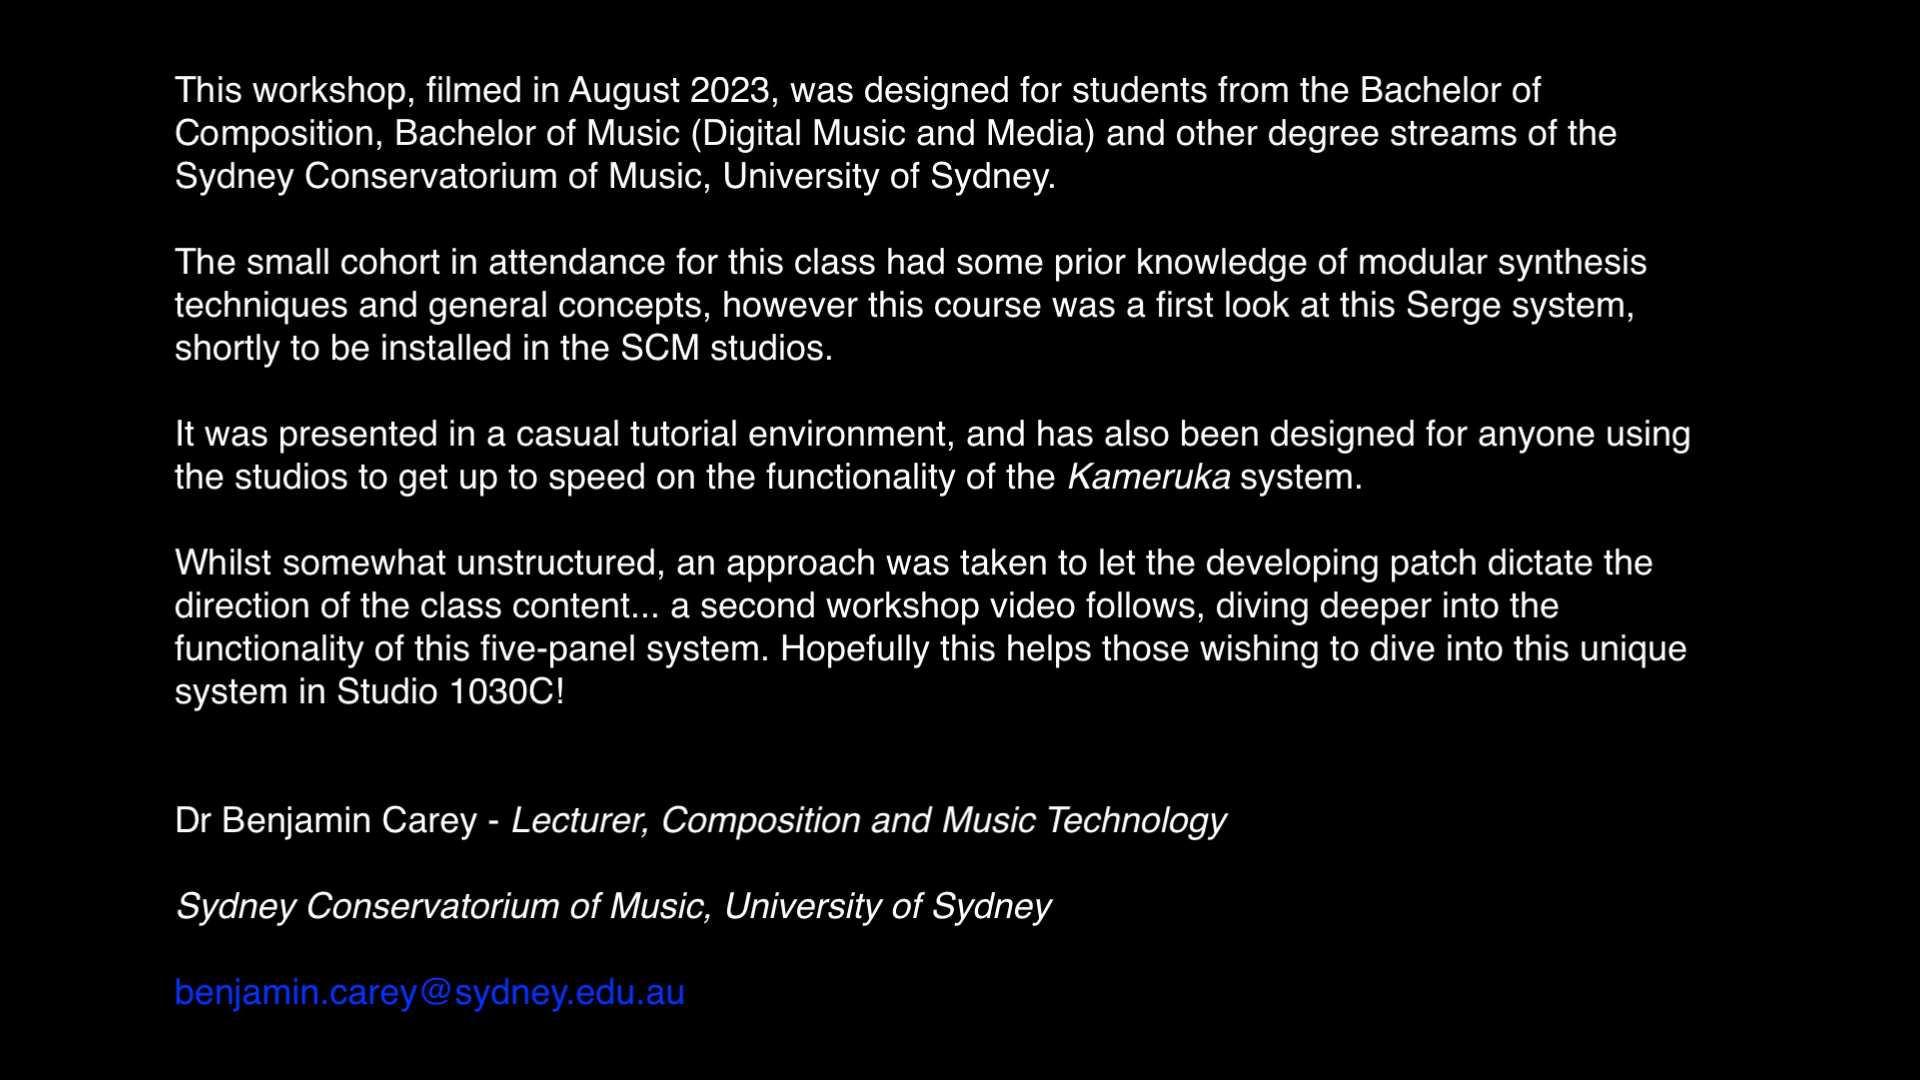 This workshop, filmed in August 2023, was designed for students from the Bachelor of
Composition, Bachelor of Music (Digital Music and Media) and other degree streams of the
Sydney Conservatorium of Music, University of Sydney.
The small cohort in attendance for this class had some prior knowledge of modular synthesis
techniques and general concepts, however this course was a first look at this Serge system,
shortly to be installed in the SCM studios.
It was presented in a casual tutorial environment, and has also been designed for anyone using
the studios to get up to speed on the functionality of the Kameruka system.
Whilst somewhat unstructured, an approach was taken to let the developing patch dictate the
direction of the class content... a second workshop video follows, diving deeper into the
functionality of this five-panel system. Hopefully this helps those wishing to dive into this unique
system in Studio 1030C!
Dr Benjamin Carey - Lecturer, Composition and Music Technology
Sydney Conservatorium of Music, University of Sydney
benjamin.carey@sydney.edu.au